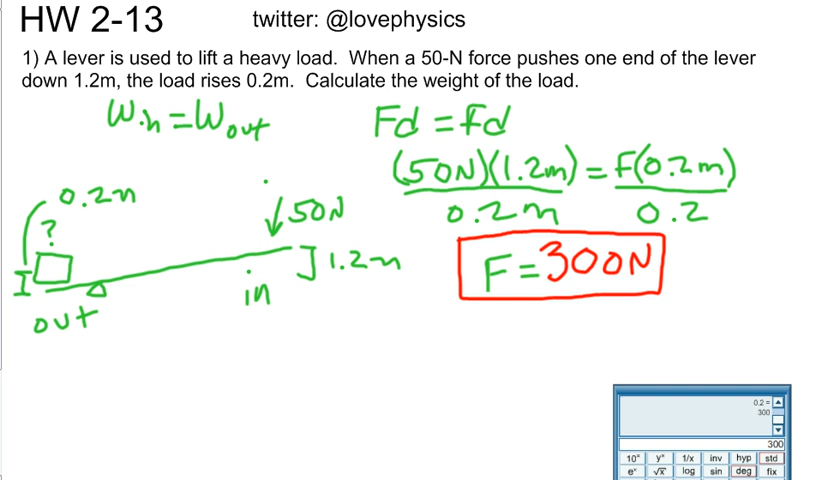 HW 2-13
twitter: @lovephysics
1) A lever is used to lift a heavy load. When a 50-N force pushes one end of the lever
down 1.2m, the load rises 0.2m. Calculate the weight of the load.
Win = Wout
Fd = fd
(50N)(1.2m) = F(0.2m)
0.2m 0.2
F = 300N
0.2m
?
↓50N
1.2m
in
out
0.2 =
300
300
10ˣ yˣ 1/x inv hyp std
eˣ √x log sin deg fix